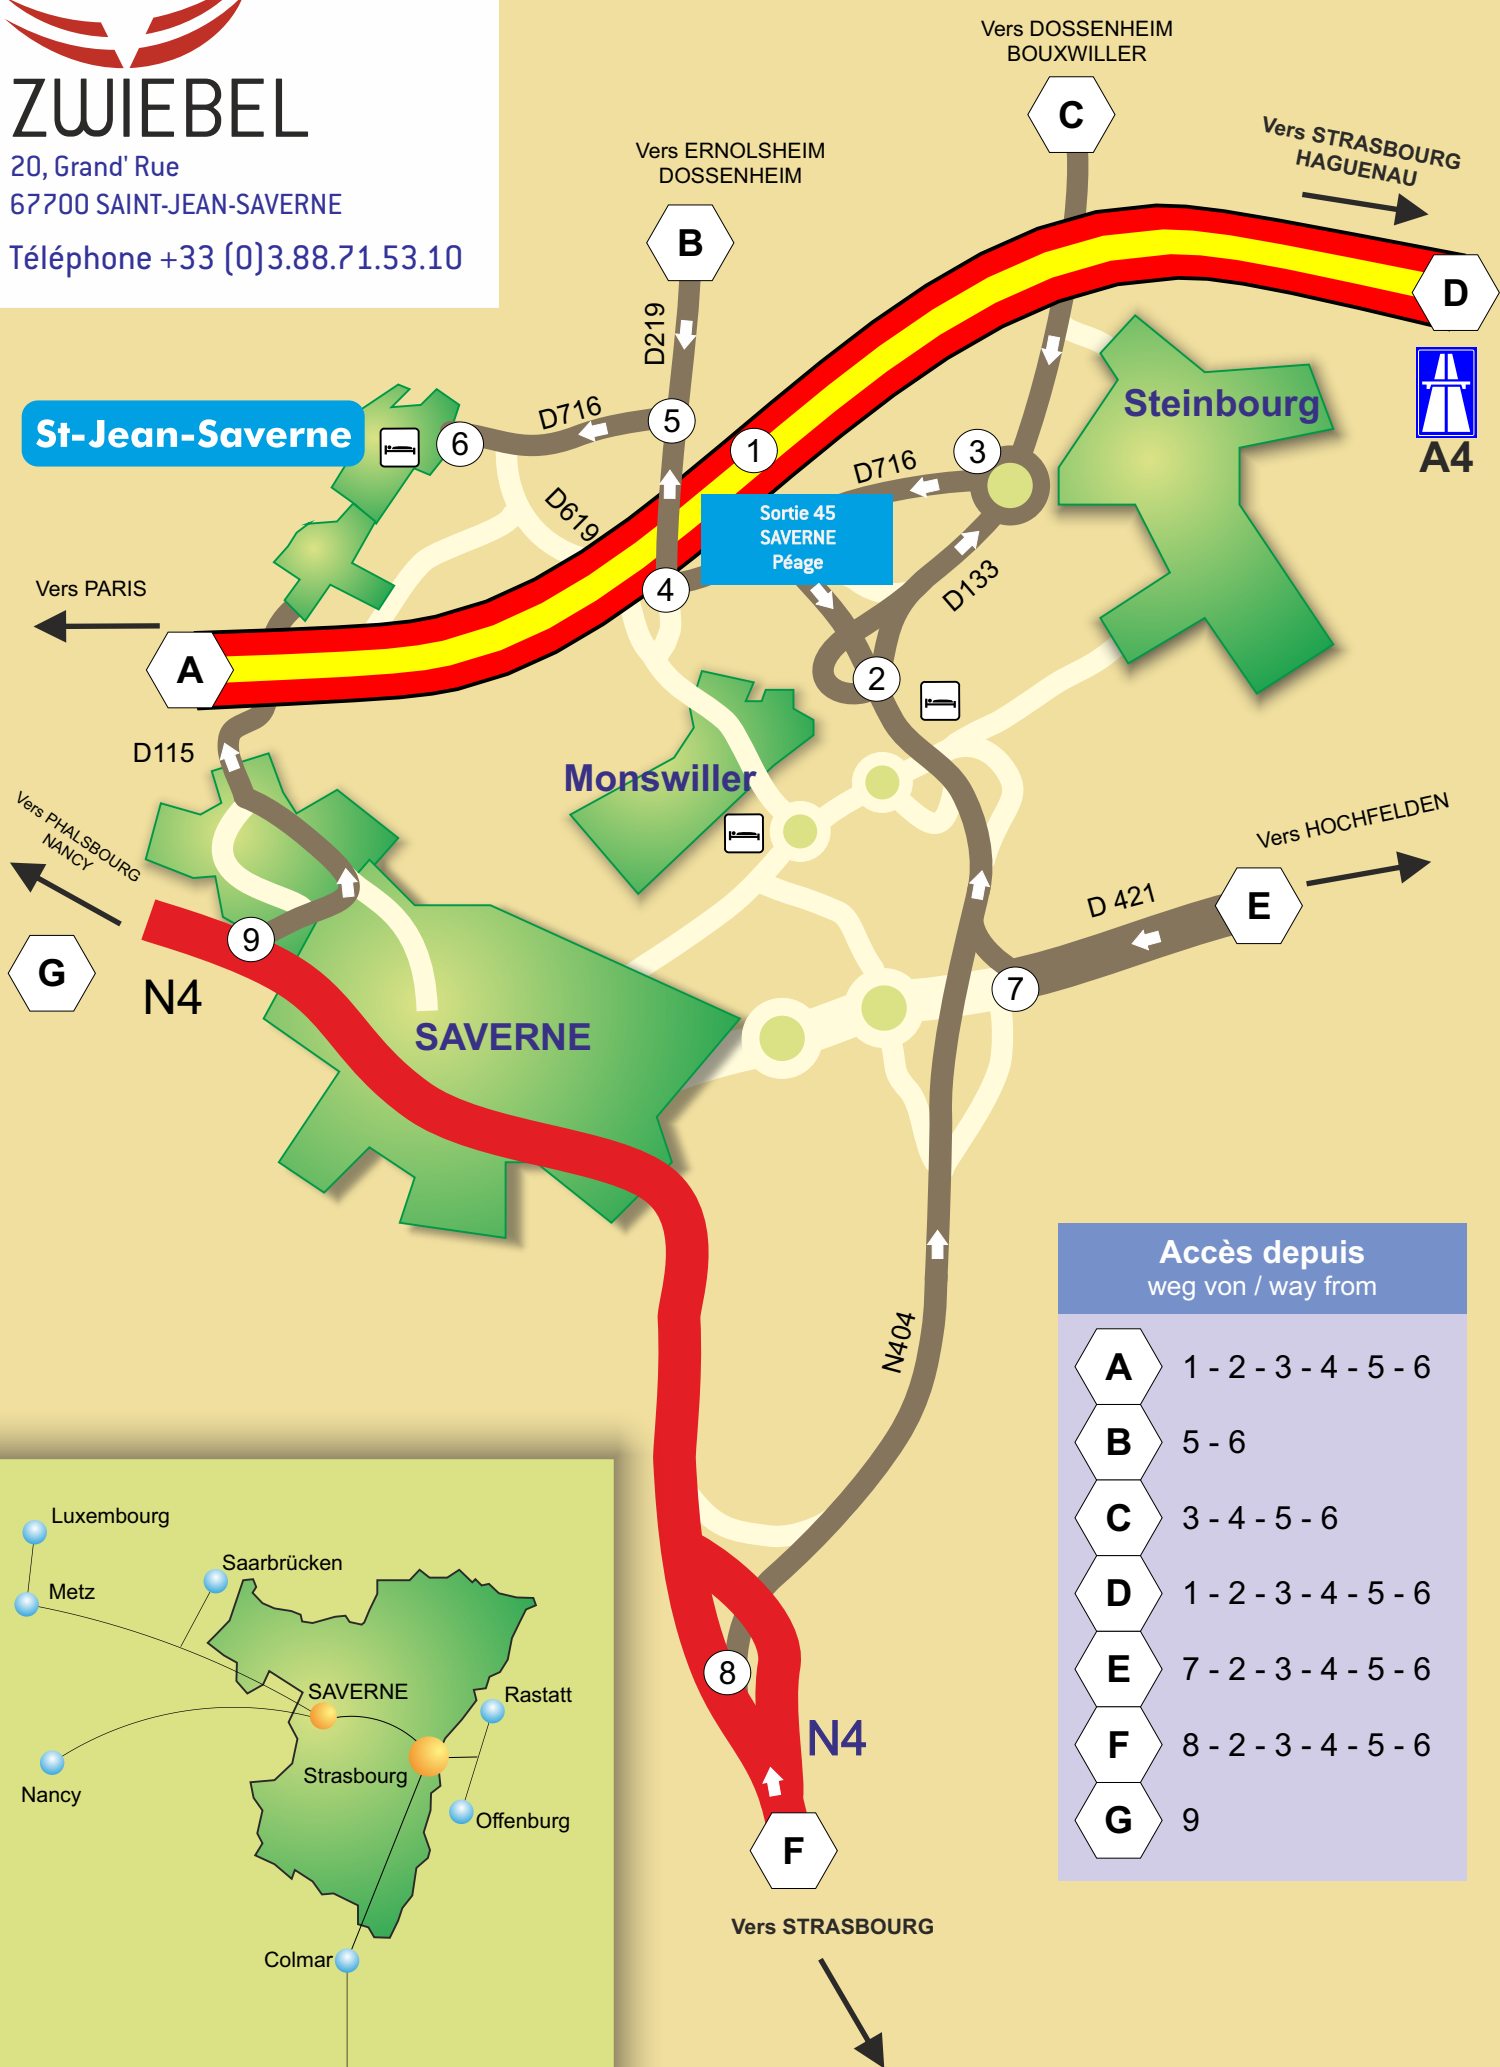 ZWIEBEL
20, Grand' Rue
67700 SAINT-JEAN-SAVERNE
Téléphone +33 (0)3.88.71.53.10
Vers DOSSENHEIM
BOUXWILLER
C
Vers ERNOLSHEIM
DOSSENHEIM
B
Vers STRASBOURG
HAGUENAU
D
A4
D219
St-Jean-Saverne
6
D716
5
1
D716
3
Steinbourg
D619
Sortie 45
SAVERNE
Péage
4
D133
Vers PARIS
A
2
D115
Monswiller
Vers PHALSBOURG
NANCY
Vers HOCHFELDEN
E
D 421
G
9
N4
7
SAVERNE
N404
8
N4
F
Vers STRASBOURG
Accès depuis
weg von / way from
A 1 - 2 - 3 - 4 - 5 - 6
B 5 - 6
C 3 - 4 - 5 - 6
D 1 - 2 - 3 - 4 - 5 - 6
E 7 - 2 - 3 - 4 - 5 - 6
F 8 - 2 - 3 - 4 - 5 - 6
G 9
Luxembourg
Saarbrücken
Metz
SAVERNE
Rastatt
Strasbourg
Nancy
Offenburg
Colmar